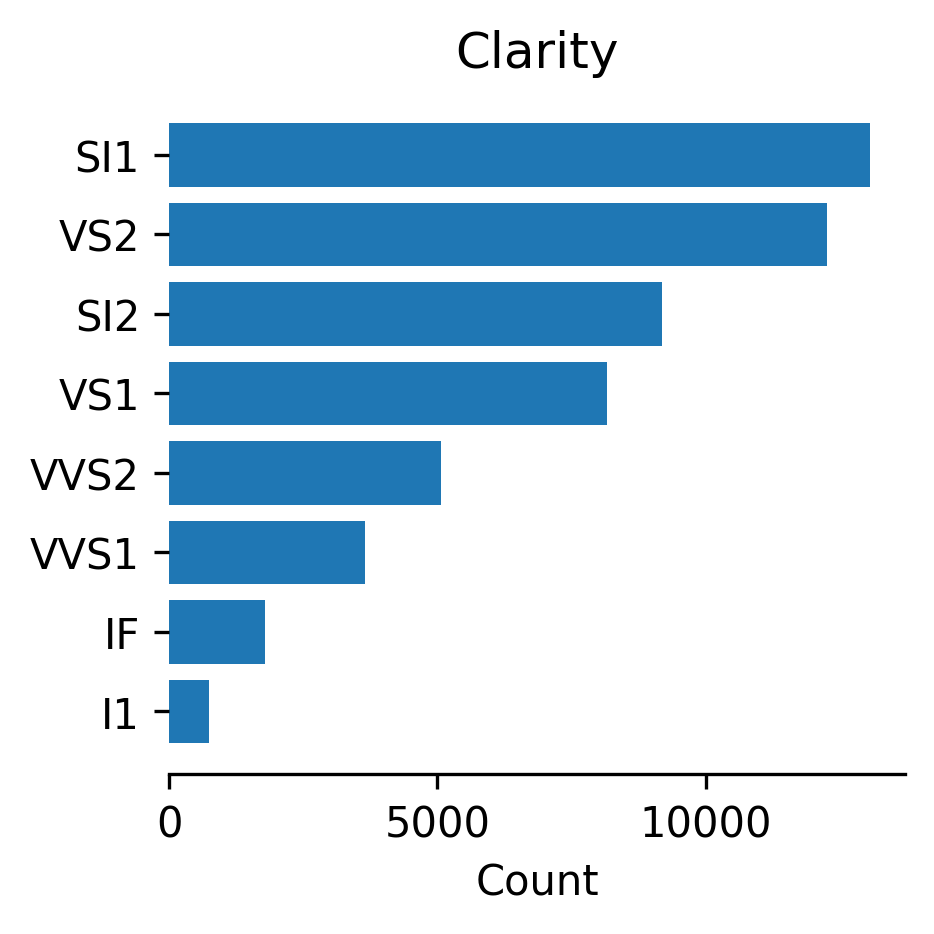 Clarity
SI1
VS2
SI2
VS1
VVS2
VVS1
IF
I1
0 5000 10000
Count